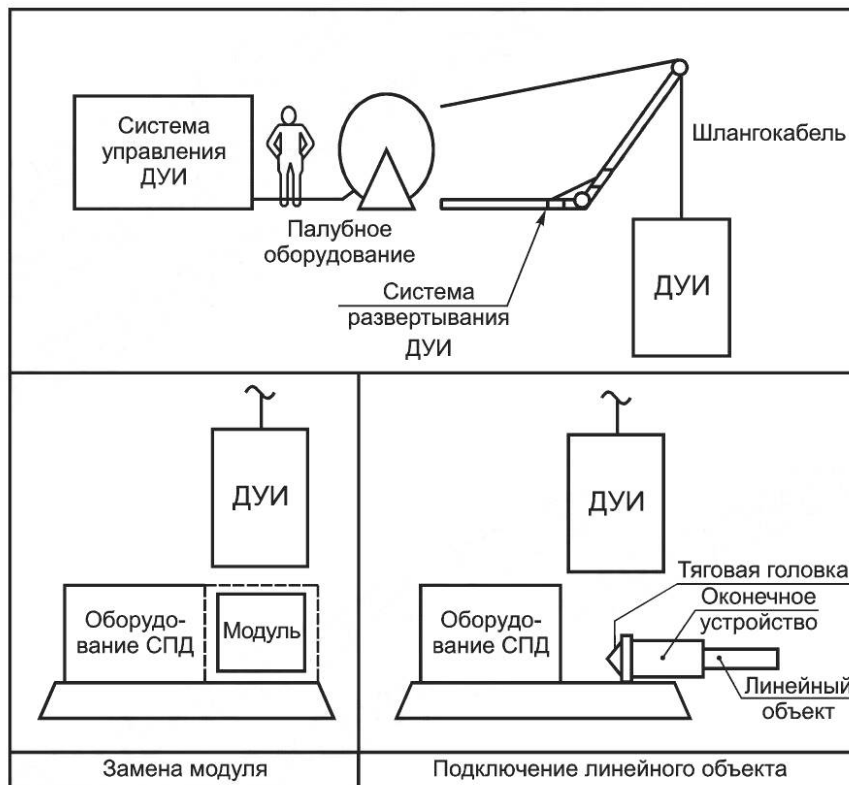 Система
управления
ДУИ
Палубное
оборудование
Шлангокабель
ДУИ
Система
развертывания
ДУИ
ДУИ
Оборудо-
вание СПД
Модуль
ДУИ
Оборудо-
вание СПД
Тяговая головка
Оконечное
устройство
Линейный
объект
Замена модуля
Подключение линейного объекта